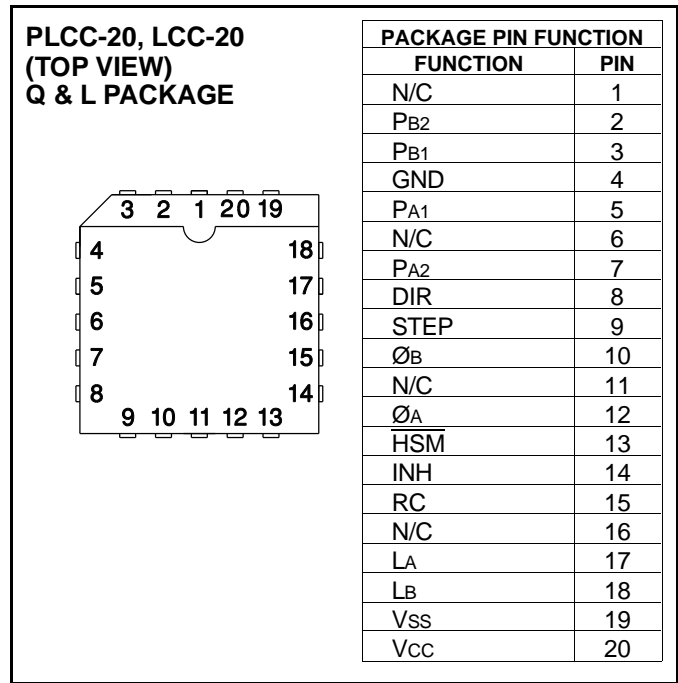 PLCC-20, LCC-20
(TOP VIEW)
Q & L PACKAGE
3 2 1 20 19
4 18
5 17
6 16
7 15
8 14
9 10 11 12 13
PACKAGE PIN FUNCTION
FUNCTION PIN
N/C 1
PB2 2
PB1 3
GND 4
PA1 5
N/C 6
PA2 7
DIR 8
STEP 9
ØB 10
N/C 11
ØA 12
H̅S̅M̅ 13
INH 14
RC 15
N/C 16
LA 17
LB 18
VSS 19
VCC 20